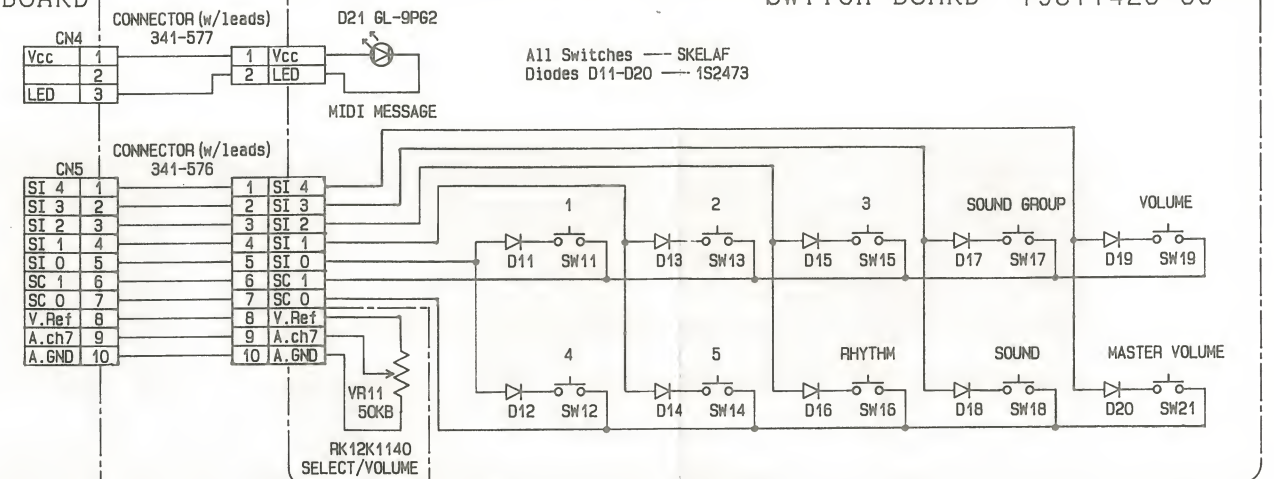 BOARD
SWITCH BOARD
CONNECTOR (w/leads)
341-577
D21 GL-9PG2
CN4
Vcc 1
2
LED 3
1 Vcc
2 LED
All Switches --- SKELAF
Diodes D11-D20 --- 1S2473
MIDI MESSAGE
CONNECTOR (w/leads)
341-576
CN5
SI 4 1
SI 3 2
SI 2 3
SI 1 4
SI 0 5
SC 1 6
SC 0 7
V.Ref 8
A.ch7 9
A.GND 10
1 SI 4
2 SI 3
3 SI 2
4 SI 1
5 SI 0
6 SC 1
7 SC 0
8 V.Ref
9 A.ch7
10 A.GND
1
2
3
SOUND GROUP
VOLUME
D11 SW11
D13 SW13
D15 SW15
D17 SW17
D19 SW19
4
5
RHYTHM
SOUND
MASTER VOLUME
D12 SW12
D14 SW14
D16 SW16
D18 SW18
D20 SW21
VR11
50KB
RK12K1140
SELECT/VOLUME